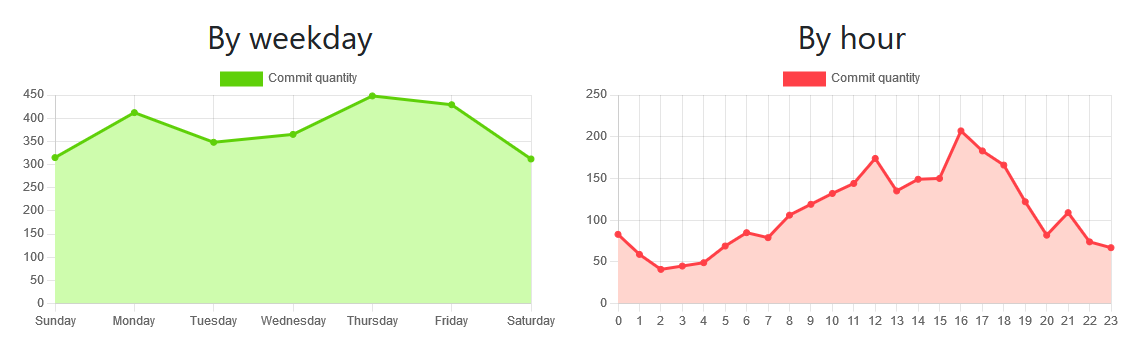 By weekday
Commit quantity
450
400
350
300
250
200
150
100
50
0
Sunday Monday Tuesday Wednesday Thursday Friday Saturday
By hour
Commit quantity
250
200
150
100
50
0
0 1 2 3 4 5 6 7 8 9 10 11 12 13 14 15 16 17 18 19 20 21 22 23